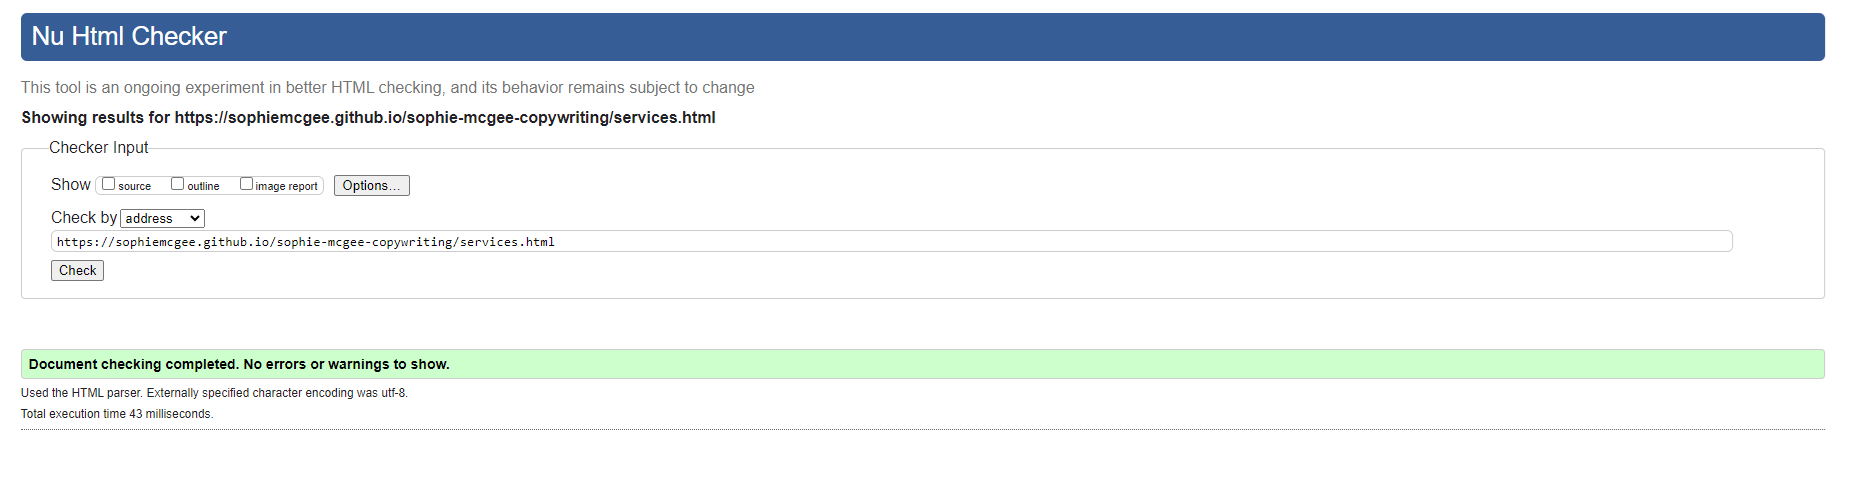 Nu Html Checker
This tool is an ongoing experiment in better HTML checking, and its behavior remains subject to change
Showing results for https://sophiemcgee.github.io/sophie-mcgee-copywriting/services.html
Checker Input
Show source outline image report Options...
Check by address
https://sophiemcgee.github.io/sophie-mcgee-copywriting/services.html
Check
Document checking completed. No errors or warnings to show.
Used the HTML parser. Externally specified character encoding was utf-8.
Total execution time 43 milliseconds.